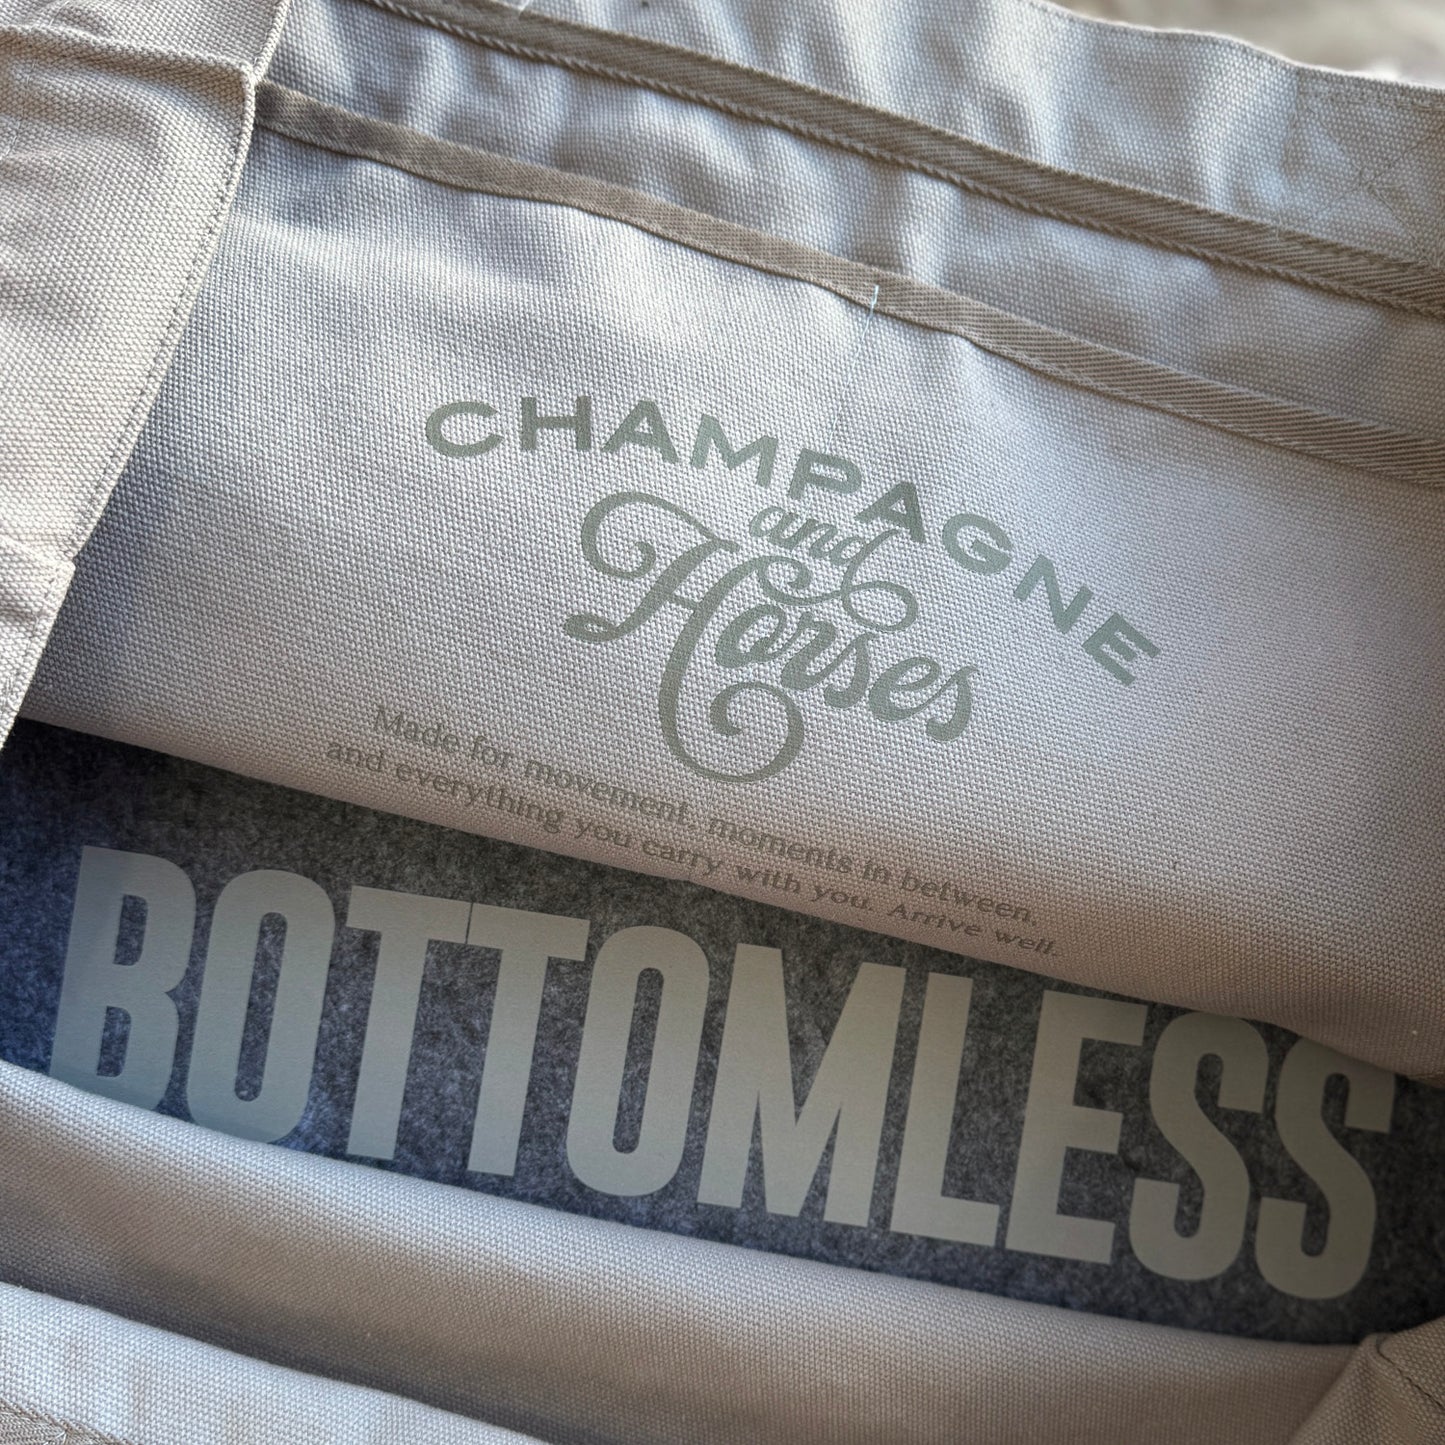 CHAMPAGNE
and
Horses
Made for movement, moments in between,
and everything you carry with you. Arrive well.
BOTTOMLESS